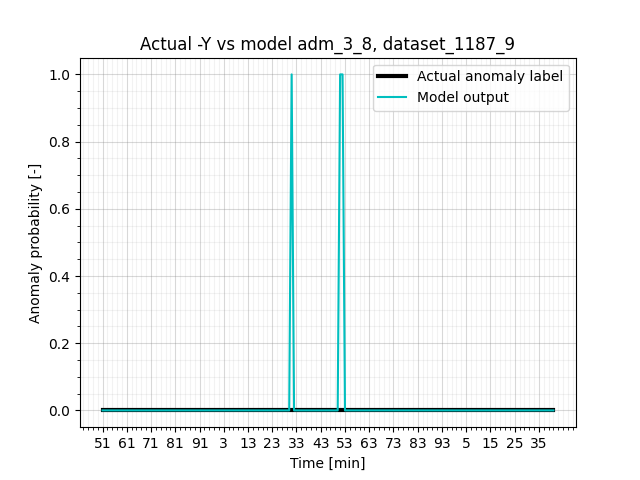 Actual -Y vs model adm_3_8, dataset_1187_9
Actual anomaly label
Model output
Anomaly probability [-]
1.0
0.8
0.6
0.4
0.2
0.0
51 61 71 81 91 3 13 23 33 43 53 63 73 83 93 5 15 25 35
Time [min]